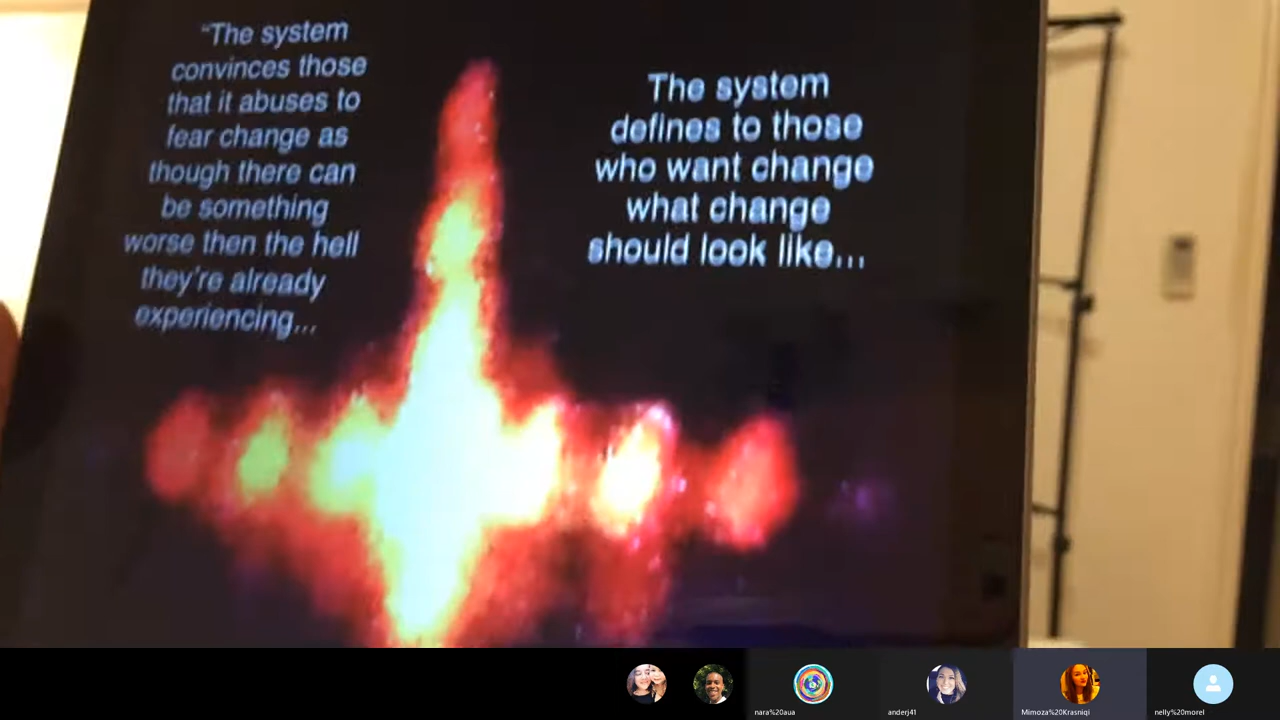 "The system
convinces those
that it abuses to
fear change as
though there can
be something
worse then the hell
they're already
experiencing...
The system
defines to those
who want change
what change
should look like...
nara%20aua
anderj41
Mimoza%20Krasniqi
nelly%20morel